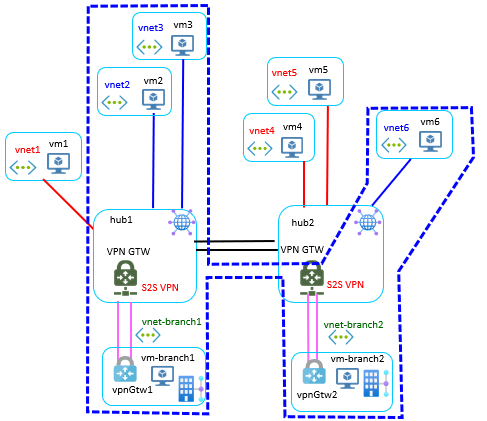 vnet3
vm3
vnet2
vm2
vnet5
vm5
vnet1
vm1
vnet4
vm4
vnet6
vm6
hub1
hub2
VPN GTW
VPN GTW
S2S VPN
S2S VPN
vnet-branch1
vnet-branch2
vm-branch1
vm-branch2
vpnGtw1
vpnGtw2